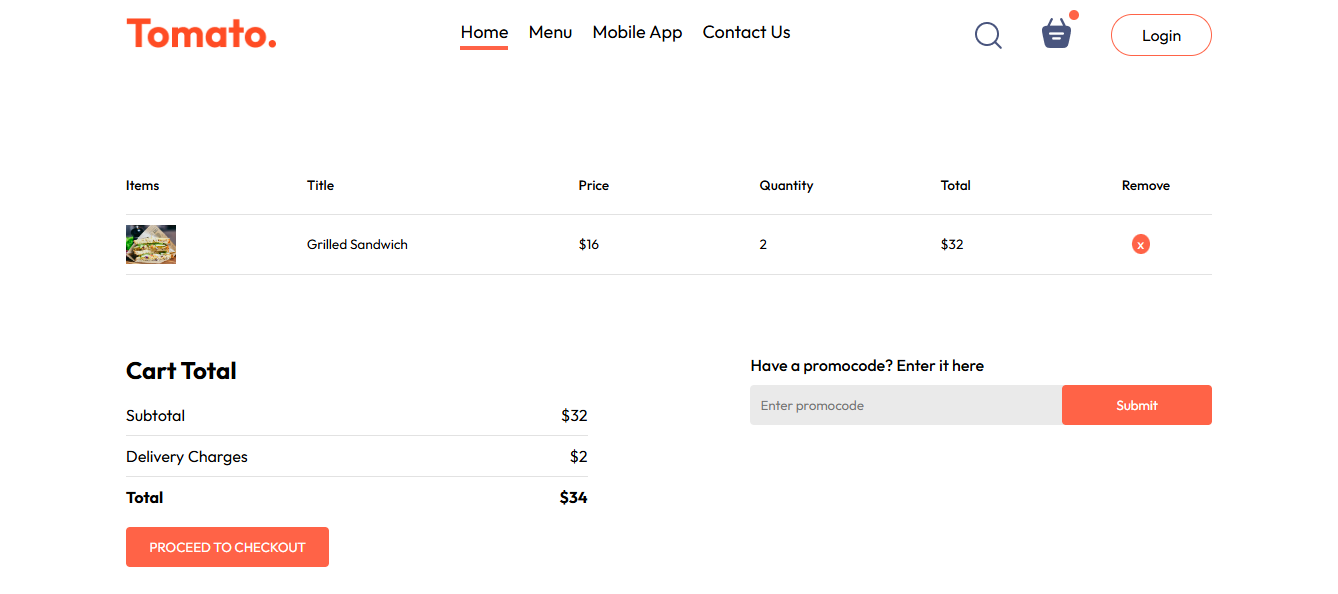 Tomato.
Home Menu Mobile App Contact Us
Login
Items Title Price Quantity Total Remove
Grilled Sandwich $16 2 $32 x
Cart Total
Subtotal $32
Delivery Charges $2
Total $34
PROCEED TO CHECKOUT
Have a promocode? Enter it here
Enter promocode Submit